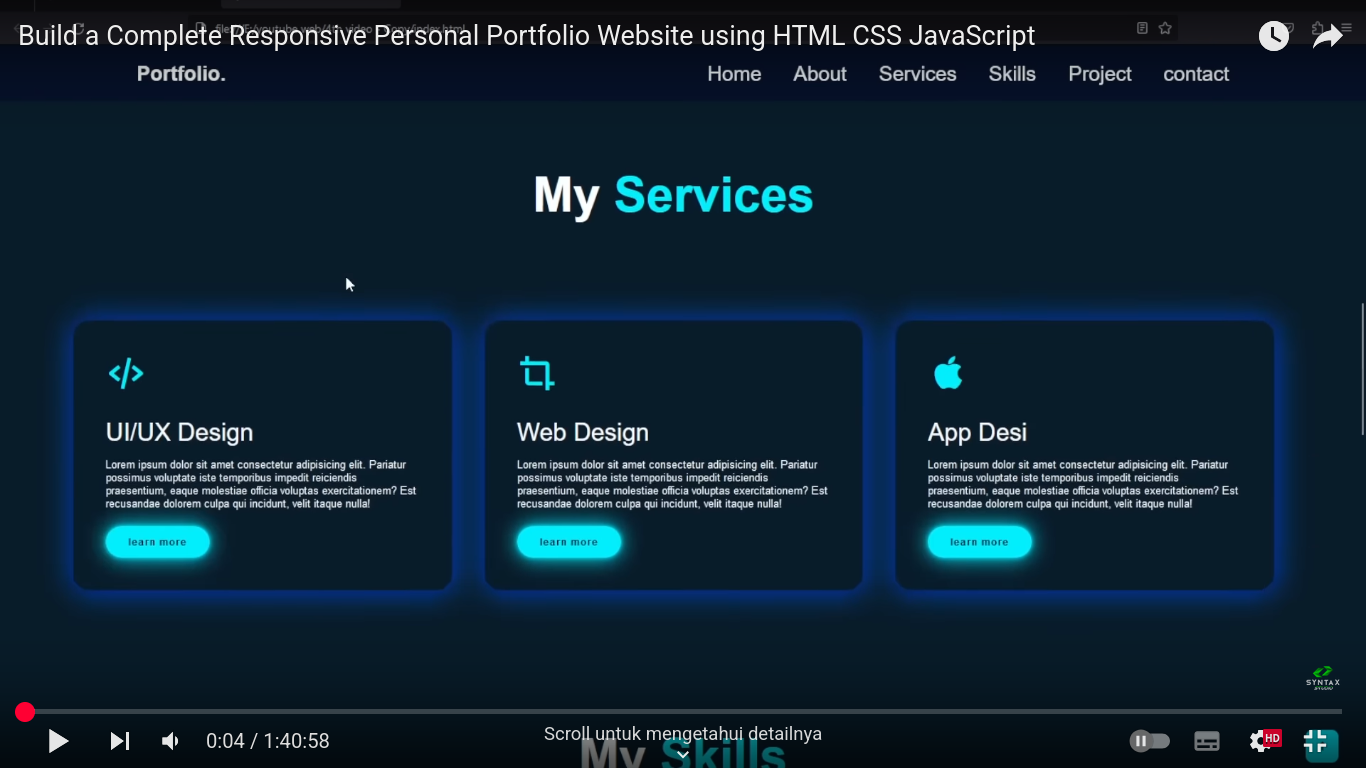 Build a Complete Responsive Personal Portfolio Website using HTML CSS JavaScript
Portfolio.
Home About Services Skills Project contact
My Services
UI/UX Design
Lorem ipsum dolor sit amet consectetur adipisicing elit. Pariatur
possimus voluptate iste temporibus impedit reiciendis
praesentium, eaque molestiae officia voluptas exercitationem? Est
recusandae dolorem culpa qui incidunt, velit itaque nulla!
learn more
Web Design
Lorem ipsum dolor sit amet consectetur adipisicing elit. Pariatur
possimus voluptate iste temporibus impedit reiciendis
praesentium, eaque molestiae officia voluptas exercitationem? Est
recusandae dolorem culpa qui incidunt, velit itaque nulla!
learn more
App Desi
Lorem ipsum dolor sit amet consectetur adipisicing elit. Pariatur
possimus voluptate iste temporibus impedit reiciendis
praesentium, eaque molestiae officia voluptas exercitationem? Est
recusandae dolorem culpa qui incidunt, velit itaque nulla!
learn more
SYNTAX
STUDIO
0:04 / 1:40:58
Scroll untuk mengetahui detailnya
HD
My Skills